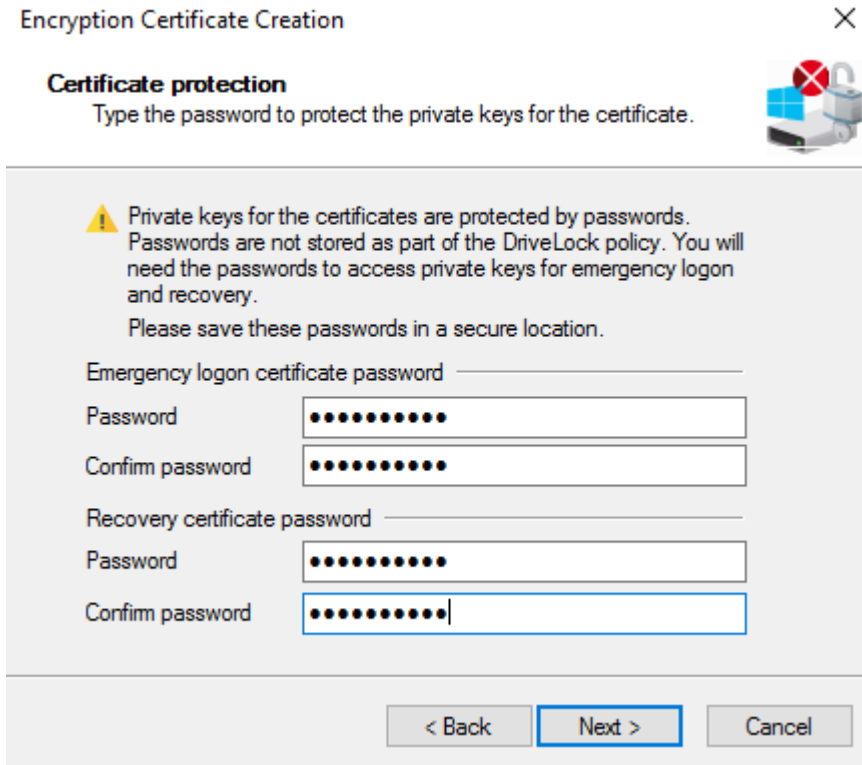 Encryption Certificate Creation
Certificate protection
Type the password to protect the private keys for the certificate.
Private keys for the certificates are protected by passwords.
Passwords are not stored as part of the DriveLock policy. You will
need the passwords to access private keys for emergency logon
and recovery.
Please save these passwords in a secure location.
Emergency logon certificate password
Password ●●●●●●●●●●
Confirm password ●●●●●●●●●●
Recovery certificate password
Password ●●●●●●●●●●
Confirm password ●●●●●●●●●●
< Back Next > Cancel